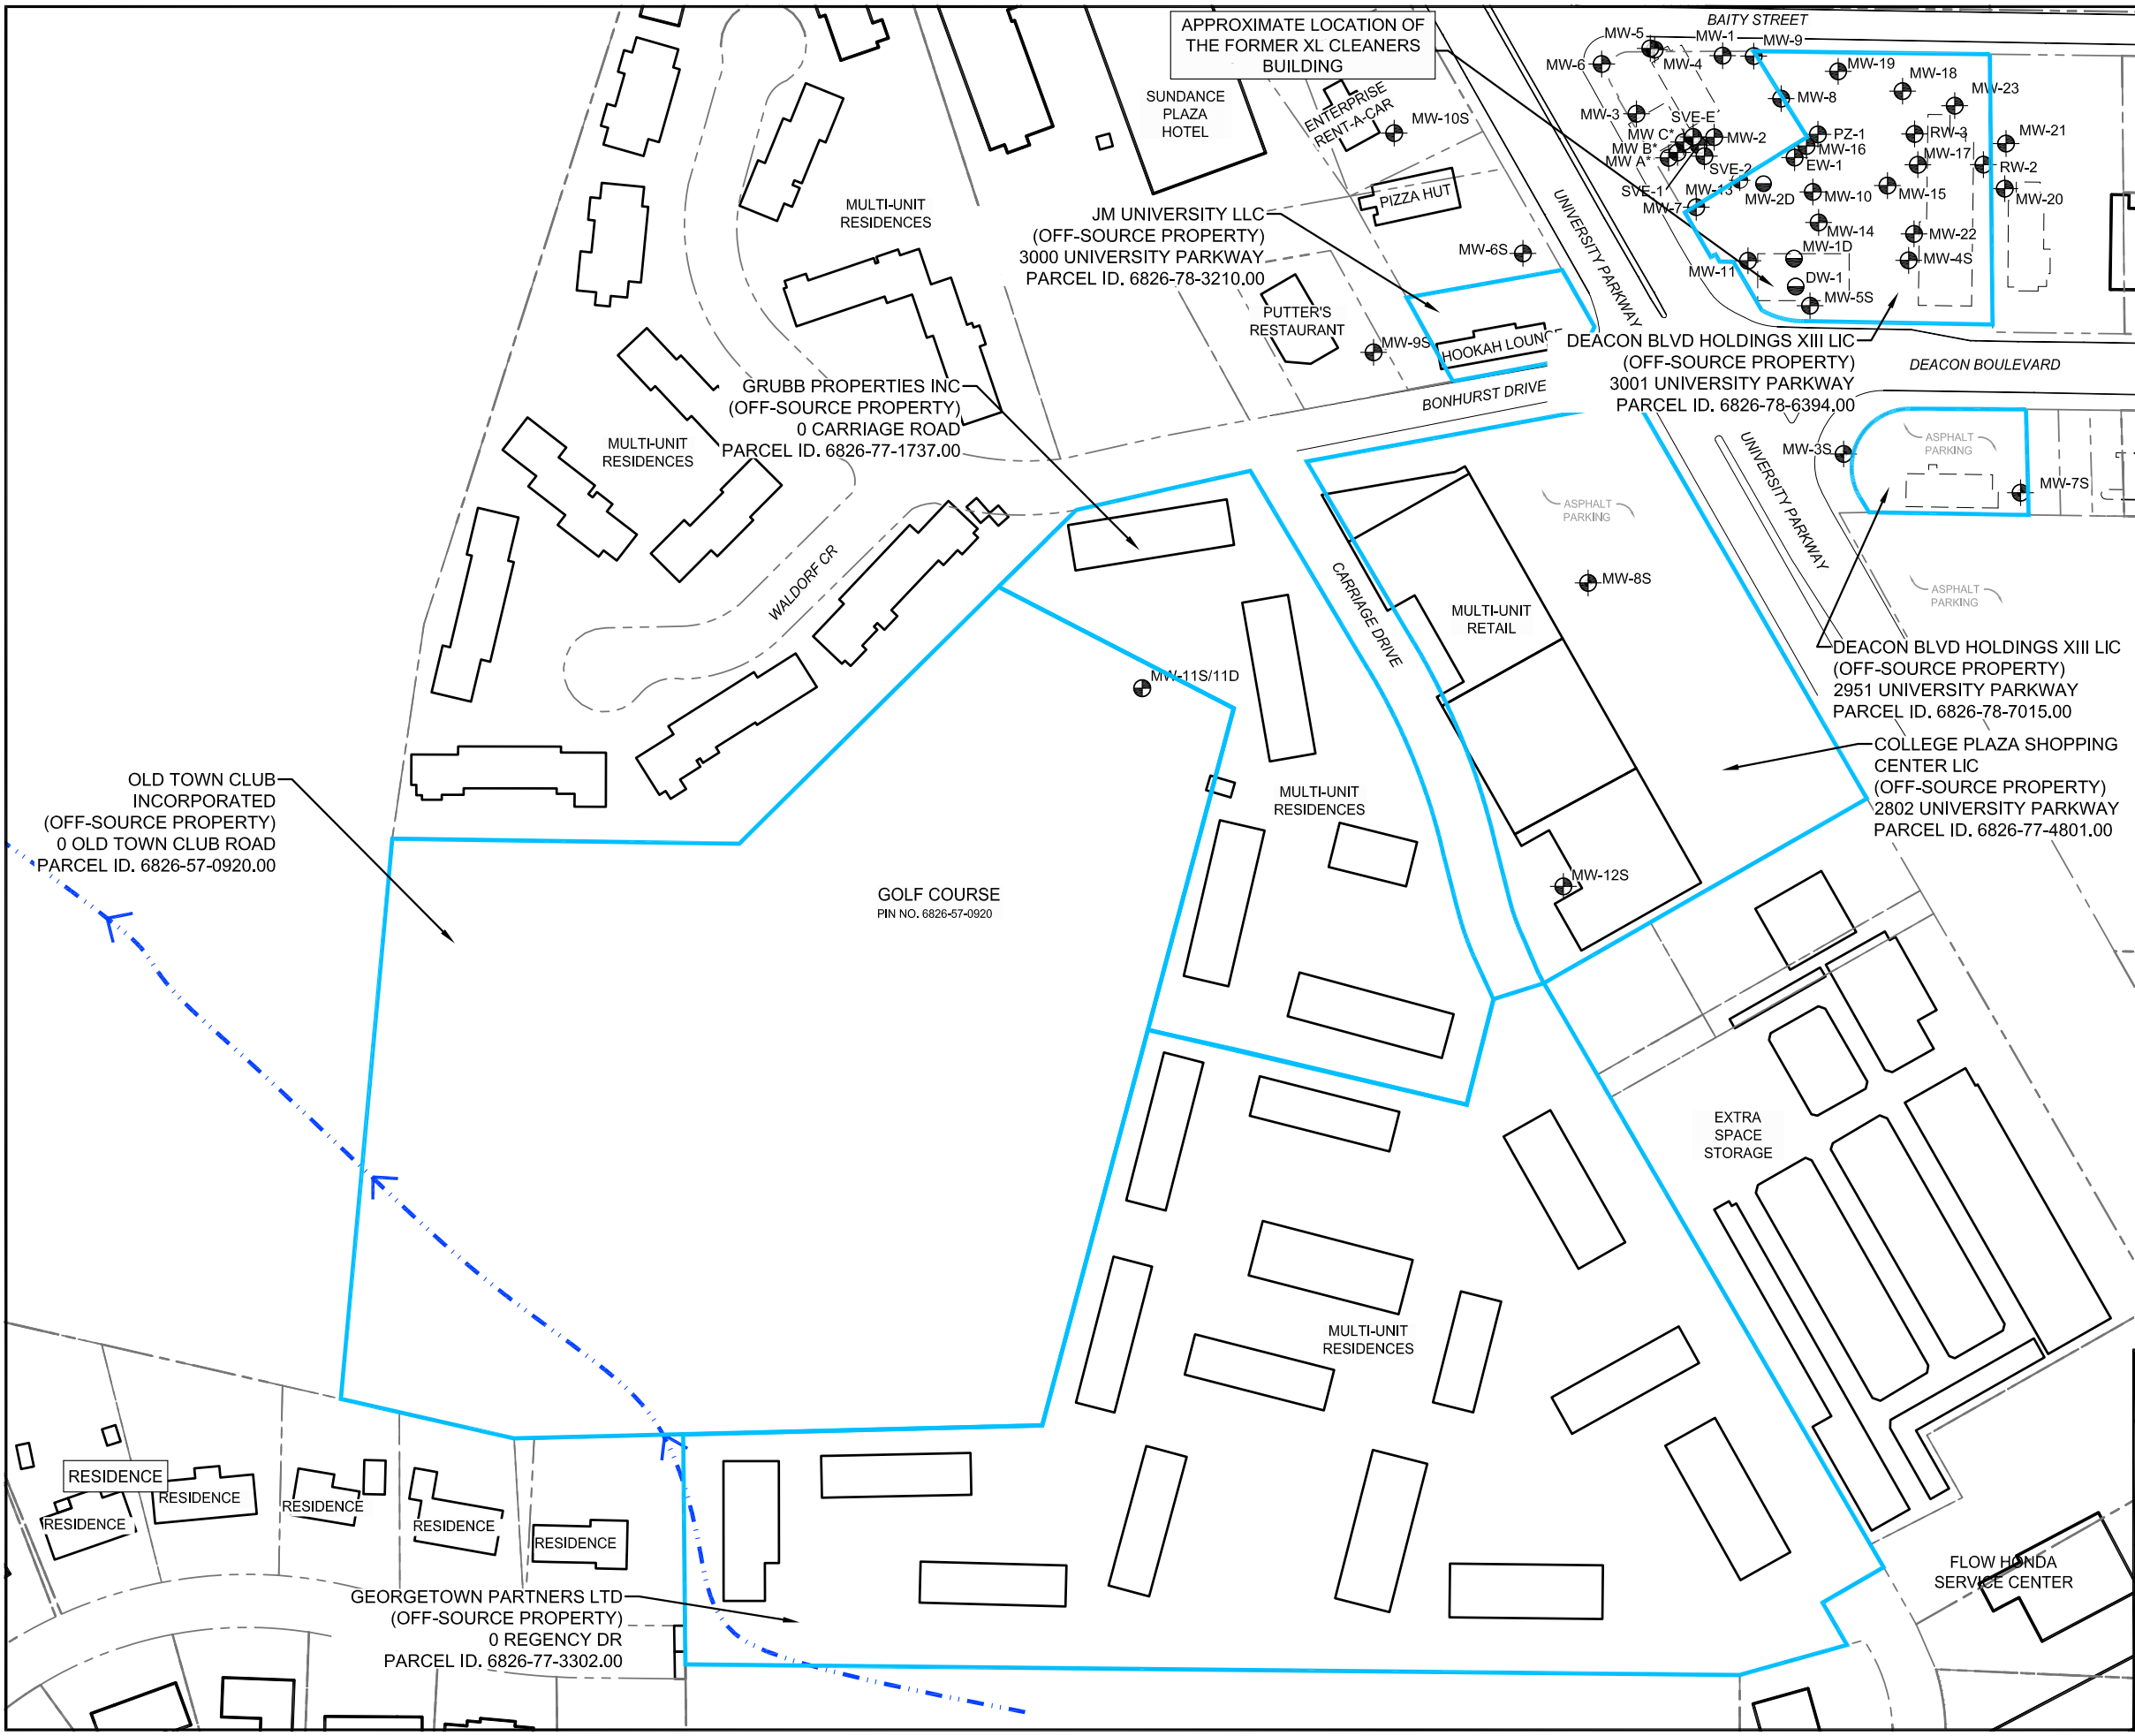 APPROXIMATE LOCATION OF
THE FORMER XL CLEANERS
BUILDING
BAITY STREET
MW-5
MW-1
MW-9
MW-6
MW-4
MW-19
MW-18
MW-23
MW-8
MW-3
SVE-E
MW C*
MW B*
MW A*
MW-2
PZ-1
MW-16
EW-1
RW-3
MW-17
MW-21
RW-2
MW-20
SVE-2
SVE-1
MW-13
MW-7
MW-2D
MW-10
MW-15
MW-14
MW-22
MW-1D
MW-4S
MW-11
DW-1
MW-5S
SUNDANCE
PLAZA
HOTEL
ENTERPRISE
RENT-A-CAR
MW-10S
PIZZA HUT
UNIVERSITY PARKWAY
MULTI-UNIT
RESIDENCES
JM UNIVERSITY LLC
(OFF-SOURCE PROPERTY)
3000 UNIVERSITY PARKWAY
PARCEL ID. 6826-78-3210.00
MW-6S
PUTTER'S
RESTAURANT
MW-9S
HOOKAH LOUNG
BONHURST DRIVE
DEACON BLVD HOLDINGS XIII LIC
(OFF-SOURCE PROPERTY)
3001 UNIVERSITY PARKWAY
PARCEL ID. 6826-78-6394.00
DEACON BOULEVARD
GRUBB PROPERTIES INC
(OFF-SOURCE PROPERTY)
0 CARRIAGE ROAD
PARCEL ID. 6826-77-1737.00
MULTI-UNIT
RESIDENCES
MW-3S
ASPHALT
PARKING
MW-7S
UNIVERSITY PARKWAY
ASPHALT
PARKING
WALDORF CR
CARRIAGE DRIVE
MW-8S
MULTI-UNIT
RETAIL
ASPHALT
PARKING
MW-11S/11D
DEACON BLVD HOLDINGS XIII LIC
(OFF-SOURCE PROPERTY)
2951 UNIVERSITY PARKWAY
PARCEL ID. 6826-78-7015.00
COLLEGE PLAZA SHOPPING
CENTER LIC
(OFF-SOURCE PROPERTY)
2802 UNIVERSITY PARKWAY
PARCEL ID. 6826-77-4801.00
OLD TOWN CLUB
INCORPORATED
(OFF-SOURCE PROPERTY)
0 OLD TOWN CLUB ROAD
PARCEL ID. 6826-57-0920.00
MULTI-UNIT
RESIDENCES
GOLF COURSE
PIN NO. 6826-57-0920
MW-12S
EXTRA
SPACE
STORAGE
MULTI-UNIT
RESIDENCES
RESIDENCE
RESIDENCE
RESIDENCE
RESIDENCE
RESIDENCE
RESIDENCE
FLOW HONDA
SERVICE CENTER
GEORGETOWN PARTNERS LTD
(OFF-SOURCE PROPERTY)
0 REGENCY DR
PARCEL ID. 6826-77-3302.00